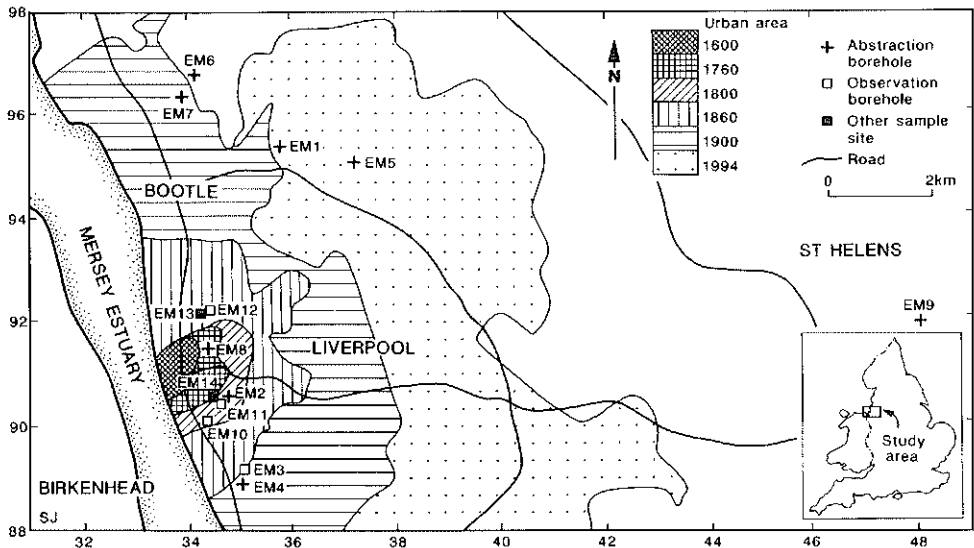 98
96
94
92
90
88
SJ
32
34
36
38
40
42
44
46
48
Urban area
1600
1760
1800
1860
1900
1994
Abstraction
borehole
Observation
borehole
Other sample
site
Road
0 2km
N
EM6
EM7
EM1
EM5
BOOTLE
MERSEY ESTUARY
ST HELENS
EM9
EM13
EM12
EM8
LIVERPOOL
EM14
EM2
EM11
EM10
EM3
EM4
BIRKENHEAD
Study
area